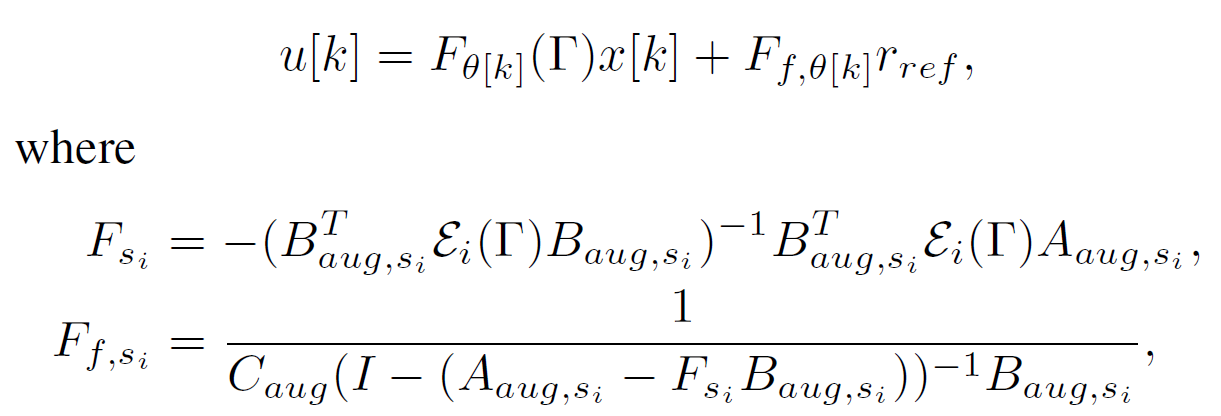 u[k] = F_{θ[k]}(Γ)x[k] + F_{f,θ[k]}r_{ref},
where
F_{s_i} = −(B^T_{aug,s_i}ℰ_i(Γ)B_{aug,s_i})^{−1}B^T_{aug,s_i}ℰ_i(Γ)A_{aug,s_i},
F_{f,s_i} = \frac{1}{C_{aug}(I − (A_{aug,s_i} − F_{s_i}B_{aug,s_i}))^{−1}B_{aug,s_i}},